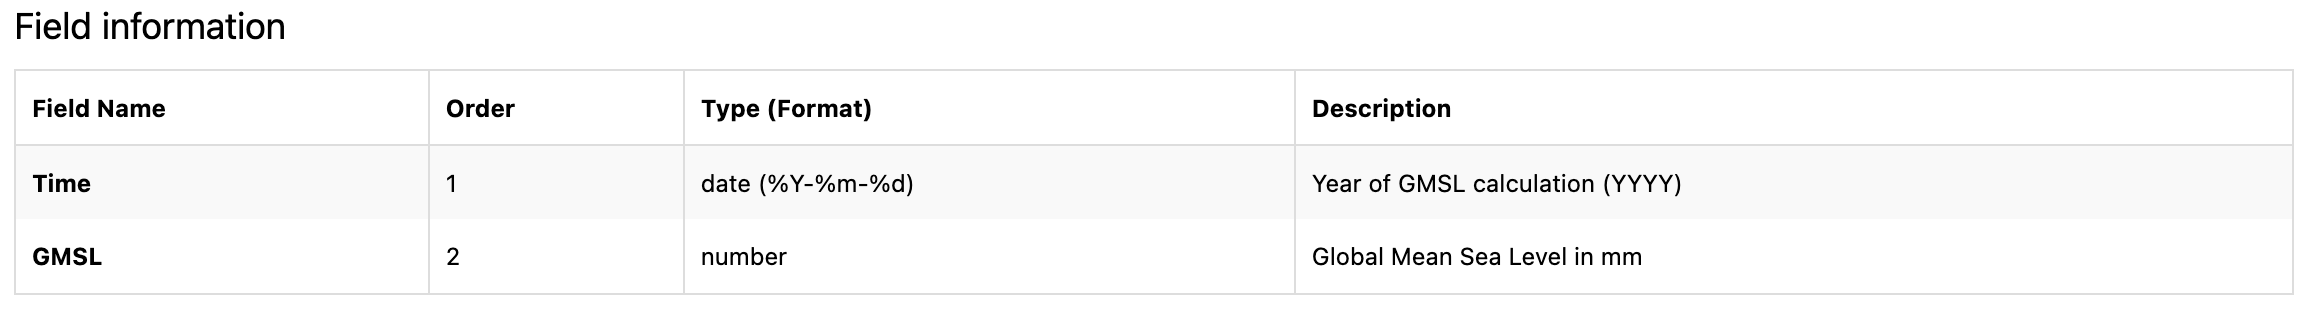 Field information
Field Name Order Type (Format) Description
Time 1 date (%Y-%m-%d) Year of GMSL calculation (YYYY)
GMSL 2 number Global Mean Sea Level in mm